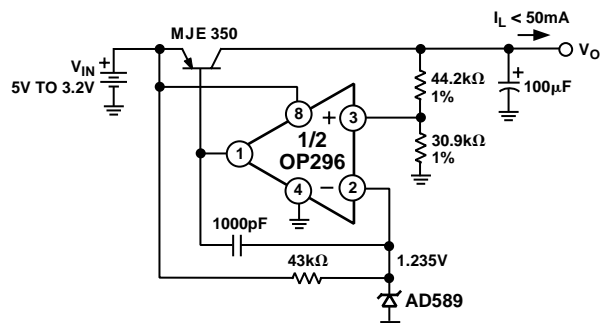 MJE 350
I_L < 50mA
V_O
V_IN
+
5V TO 3.2V
44.2kΩ
1%
+
100µF
8
+
3
1/2
OP296
1
30.9kΩ
1%
4
−
2
1000pF
1.235V
43kΩ
AD589